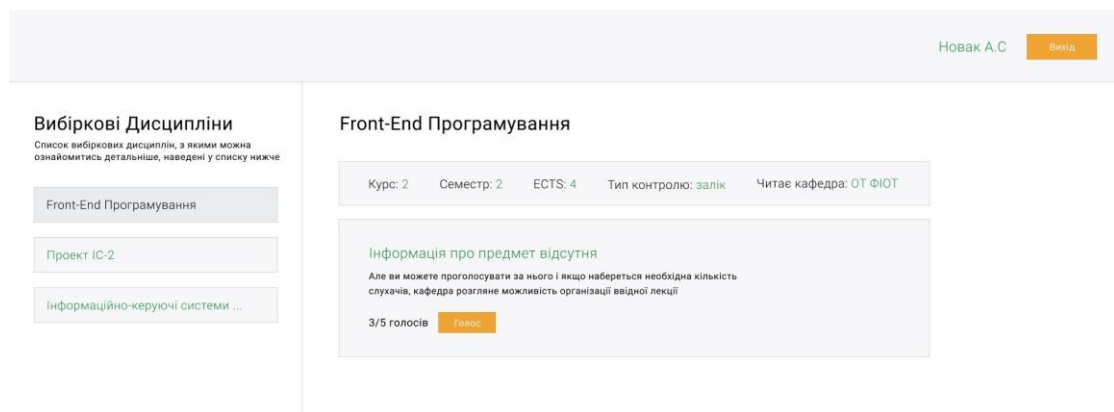 Новак А.С
Вихід
Вибіркові Дисципліни
Список вибіркових дисциплін, з якими можна
ознайомитись детальніше, наведені у списку нижче
Front-End Програмування
Проект ІС-2
Інформаційно-керуючі системи ...
Front-End Програмування
Курс: 2 Семестр: 2 ECTS: 4 Тип контролю: залік Читає кафедра: ОТ ФІОТ
Інформація про предмет відсутня
Але ви можете проголосувати за нього і якщо набереться необхідна кількість
слухачів, кафедра розгляне можливість організації ввідної лекції
3/5 голосів Голос